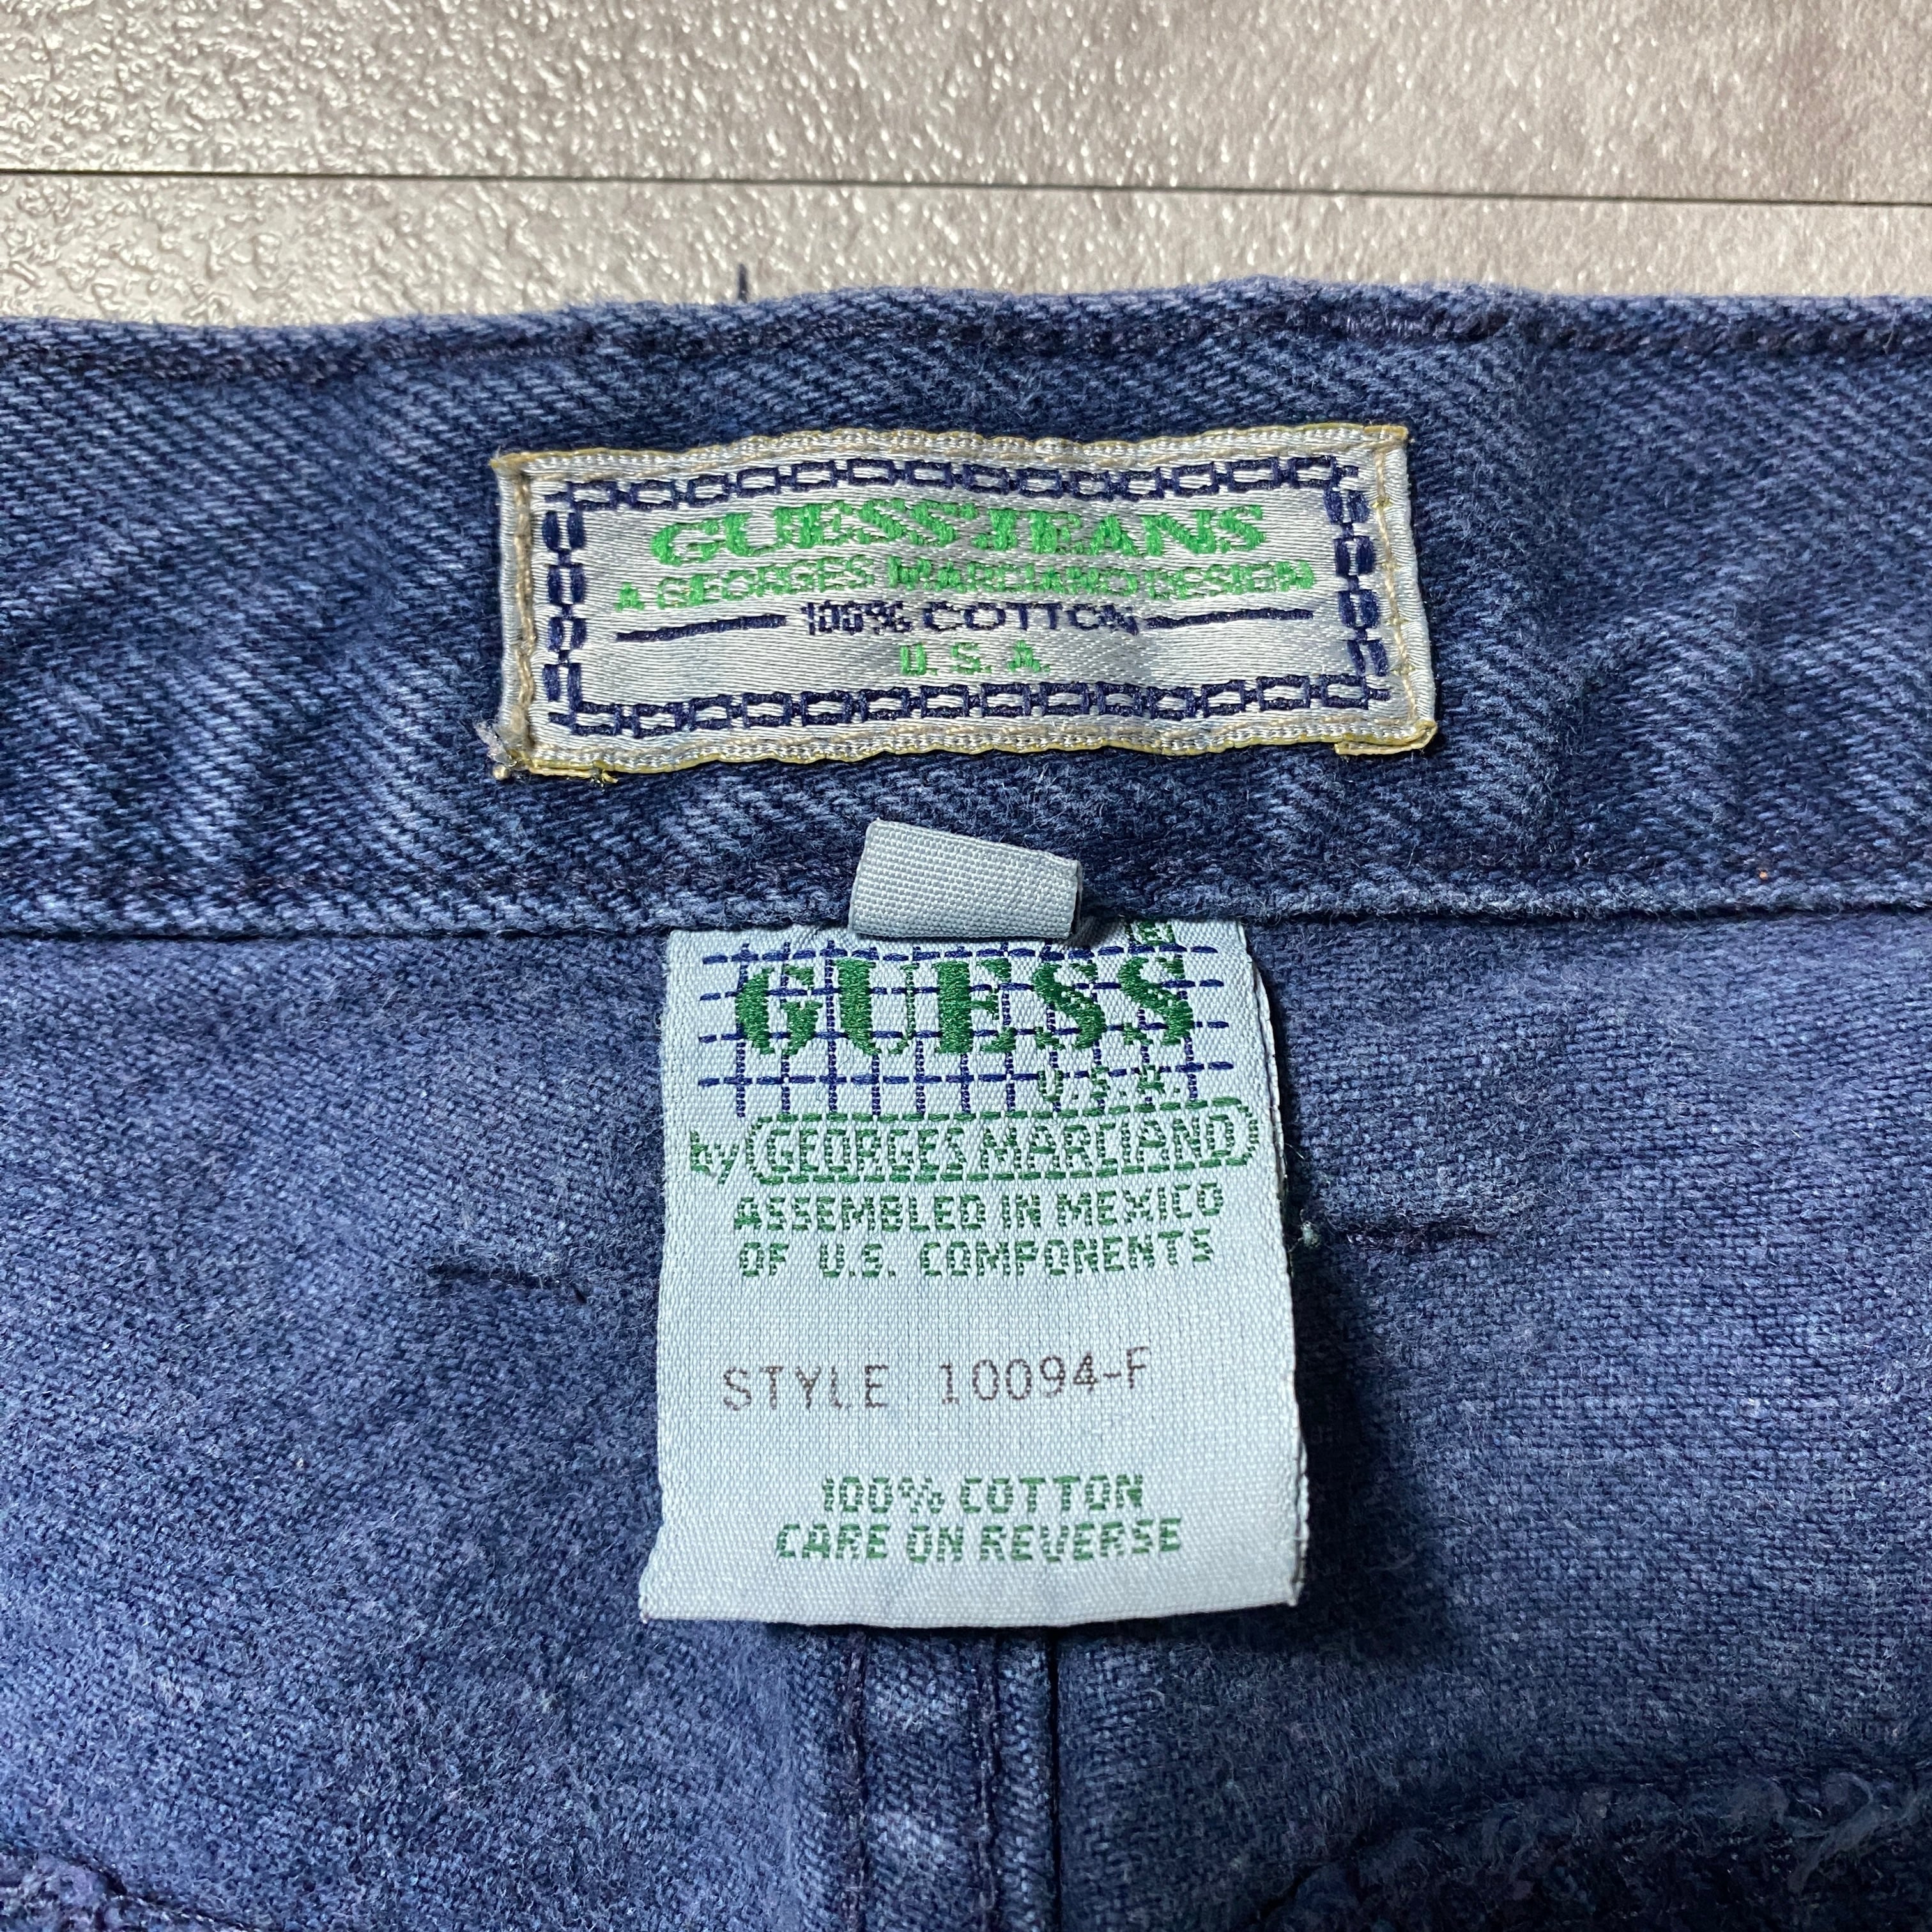 GUESS JEANS
A GEORGES MARCIANO DESIGN
100% COTTON
U.S.A.
GUESS
U.S.A.
by GEORGES MARCIANO
ASSEMBLED IN MEXICO
OF U.S. COMPONENTS
STYLE 10094-F
100% COTTON
CARE ON REVERSE